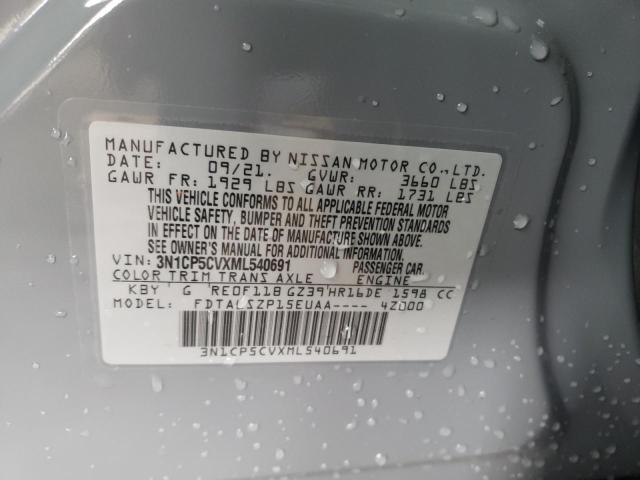 MANUFACTURED BY NISSAN MOTOR CO.,LTD.
DATE: 09/21. GVWR: 3660 LBS
GAWR FR: 1929 LBS GAWR RR: 1731 LBS
THIS VEHICLE CONFORMS TO ALL APPLICABLE FEDERAL MOTOR
VEHICLE SAFETY, BUMPER AND THEFT PREVENTION STANDARDS
IN EFFECT ON THE DATE OF MANUFACTURE SHOWN ABOVE.
SEE OWNER'S MANUAL FOR MORE INFORMATION.
VIN: 3N1CP5CVXML540691 PASSENGER CAR.
COLOR TRIM TRANS AXLE ENGINE
KBY G RE0F11B GZ39 HR16DE 1598 CC
MODEL: FDTALSZP15EUAA---- 4Z000
3N1CP5CVXML540691